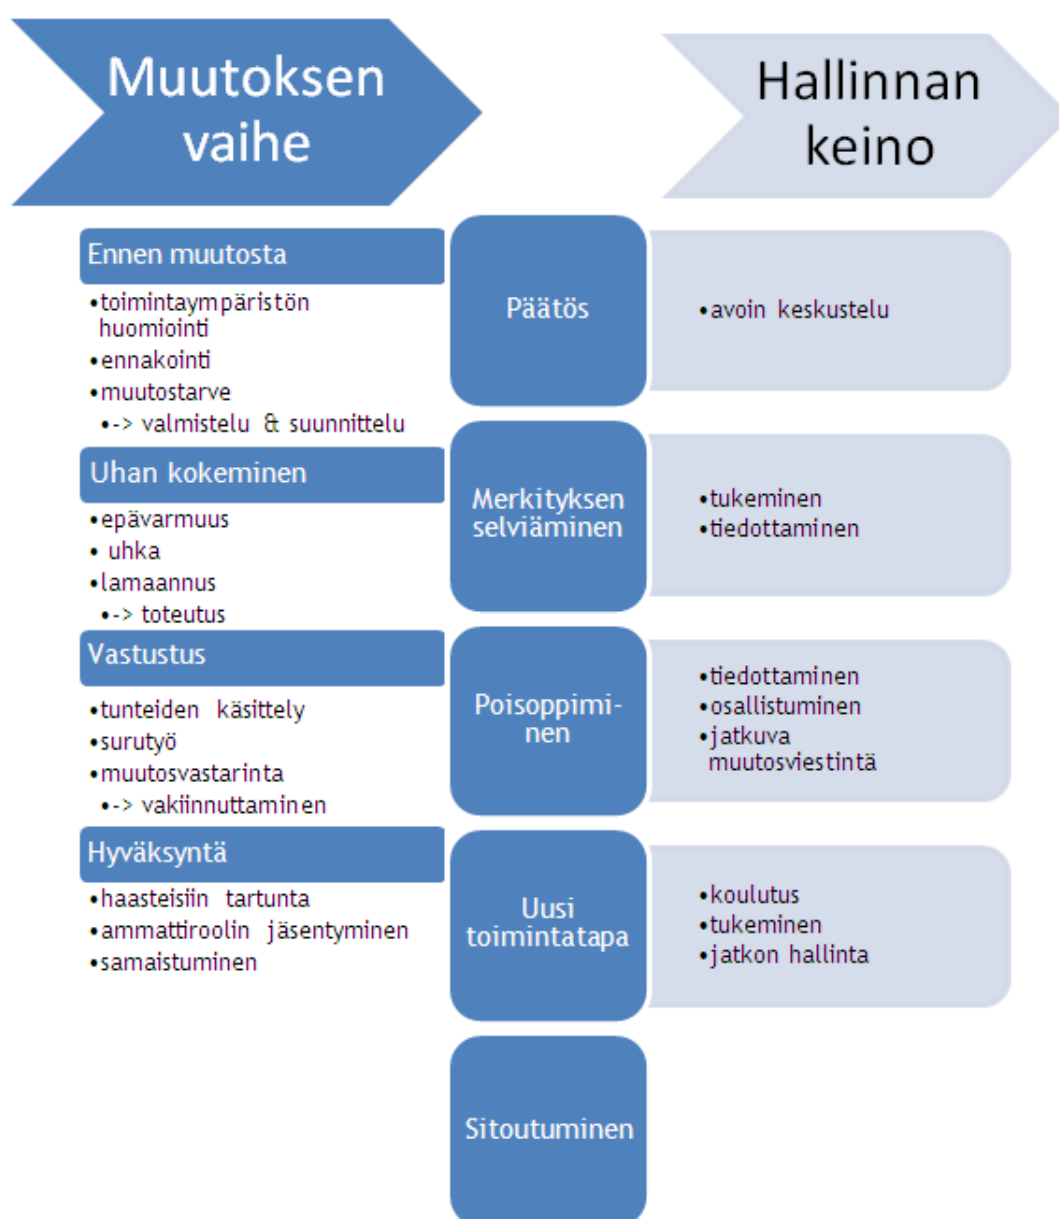 Muutoksen
vaihe
Hallinnan
keino
Ennen muutosta
•toimintaympäristön
huomiointi
•ennakointi
•muutostarve
•-> valmistelu & suunnittelu
Päätös
•avoin keskustelu
Uhan kokeminen
•epävarmuus
• uhka
•lamaannus
•-> toteutus
Merkityksen
selviäminen
•tukeminen
•tiedottaminen
Vastustus
•tunteiden käsittely
•surutyö
•muutosvastarinta
•-> vakiinnuttaminen
Poisoppimi-
nen
•tiedottaminen
•osallistuminen
•jatkuva
muutosviestintä
Hyväksyntä
•haasteisiin tartunta
•ammattiroolin jäsentyminen
•samaistuminen
Uusi
toimintatapa
•koulutus
•tukeminen
•jatkon hallinta
Sitoutuminen